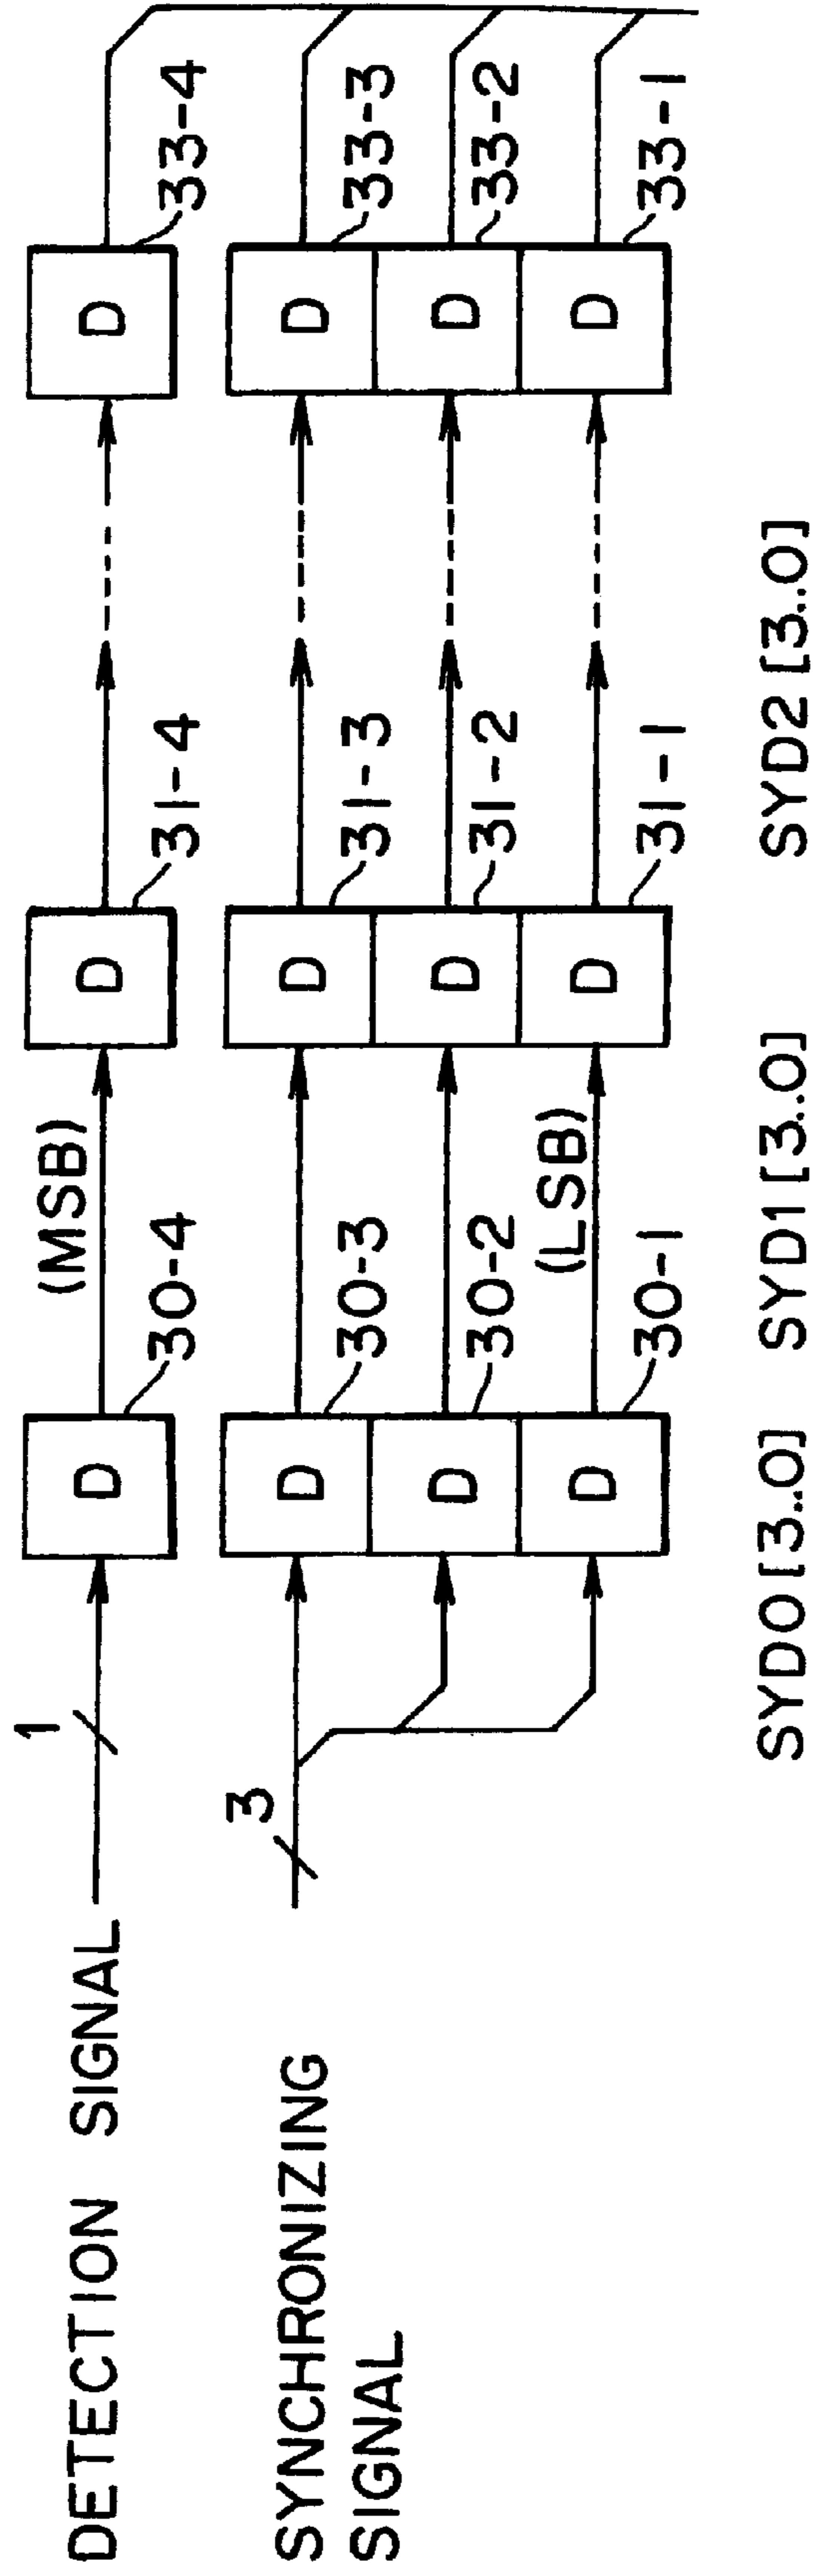 DETECTION SIGNAL
1
(MSB)
D
30-4
D
31-4
D
33-4
SYNCHRONIZING
SIGNAL
3
D
30-3
D
31-3
D
33-3
D
30-2
D
31-2
D
33-2
(LSB)
D
30-1
D
31-1
D
33-1
SYD0 [3..0]
SYD1 [3..0]
SYD2 [3..0]